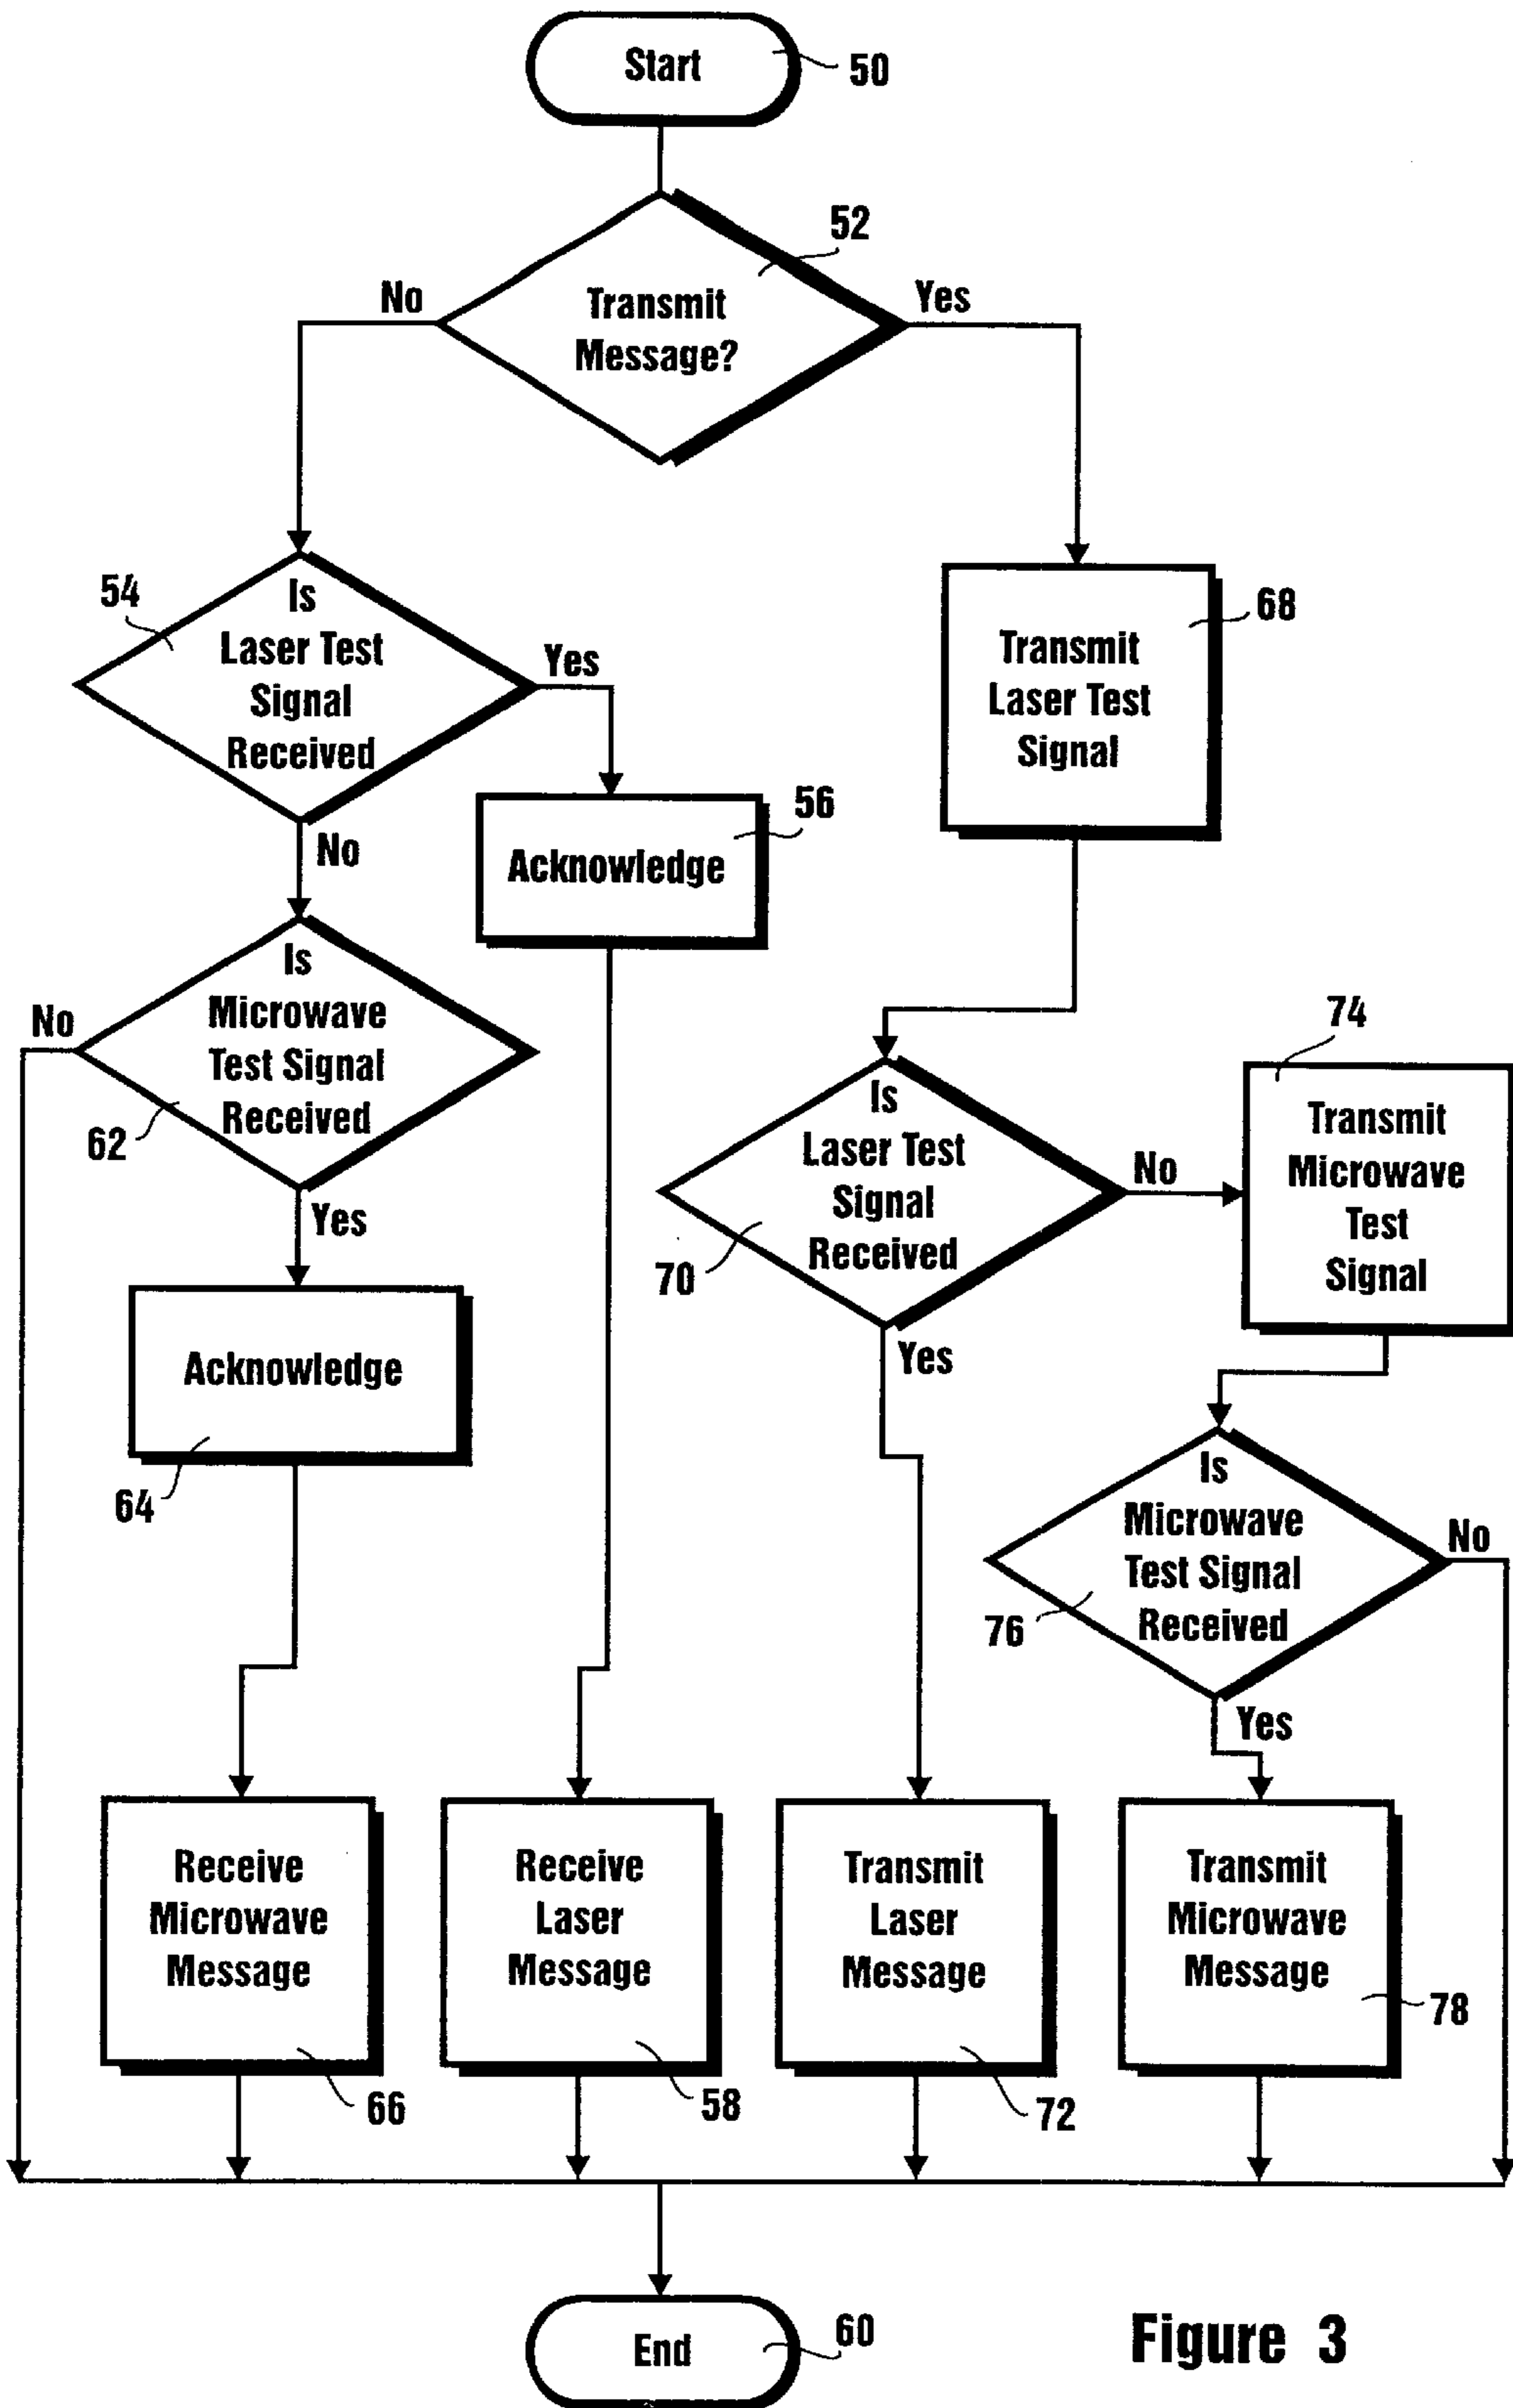 Start
50
52
Transmit
Message?
No
Yes
54
Is
Laser Test
Signal
Received
Yes
No
68
Transmit
Laser Test
Signal
56
Acknowledge
Is
Microwave
Test Signal
Received
No
62
Yes
74
Transmit
Microwave
Test
Signal
Is
Laser Test
Signal
Received
No
70
Yes
Acknowledge
64
Is
Microwave
Test Signal
Received
No
76
Yes
Receive
Microwave
Message
66
Receive
Laser
Message
58
Transmit
Laser
Message
72
Transmit
Microwave
Message
78
End
60
Figure 3